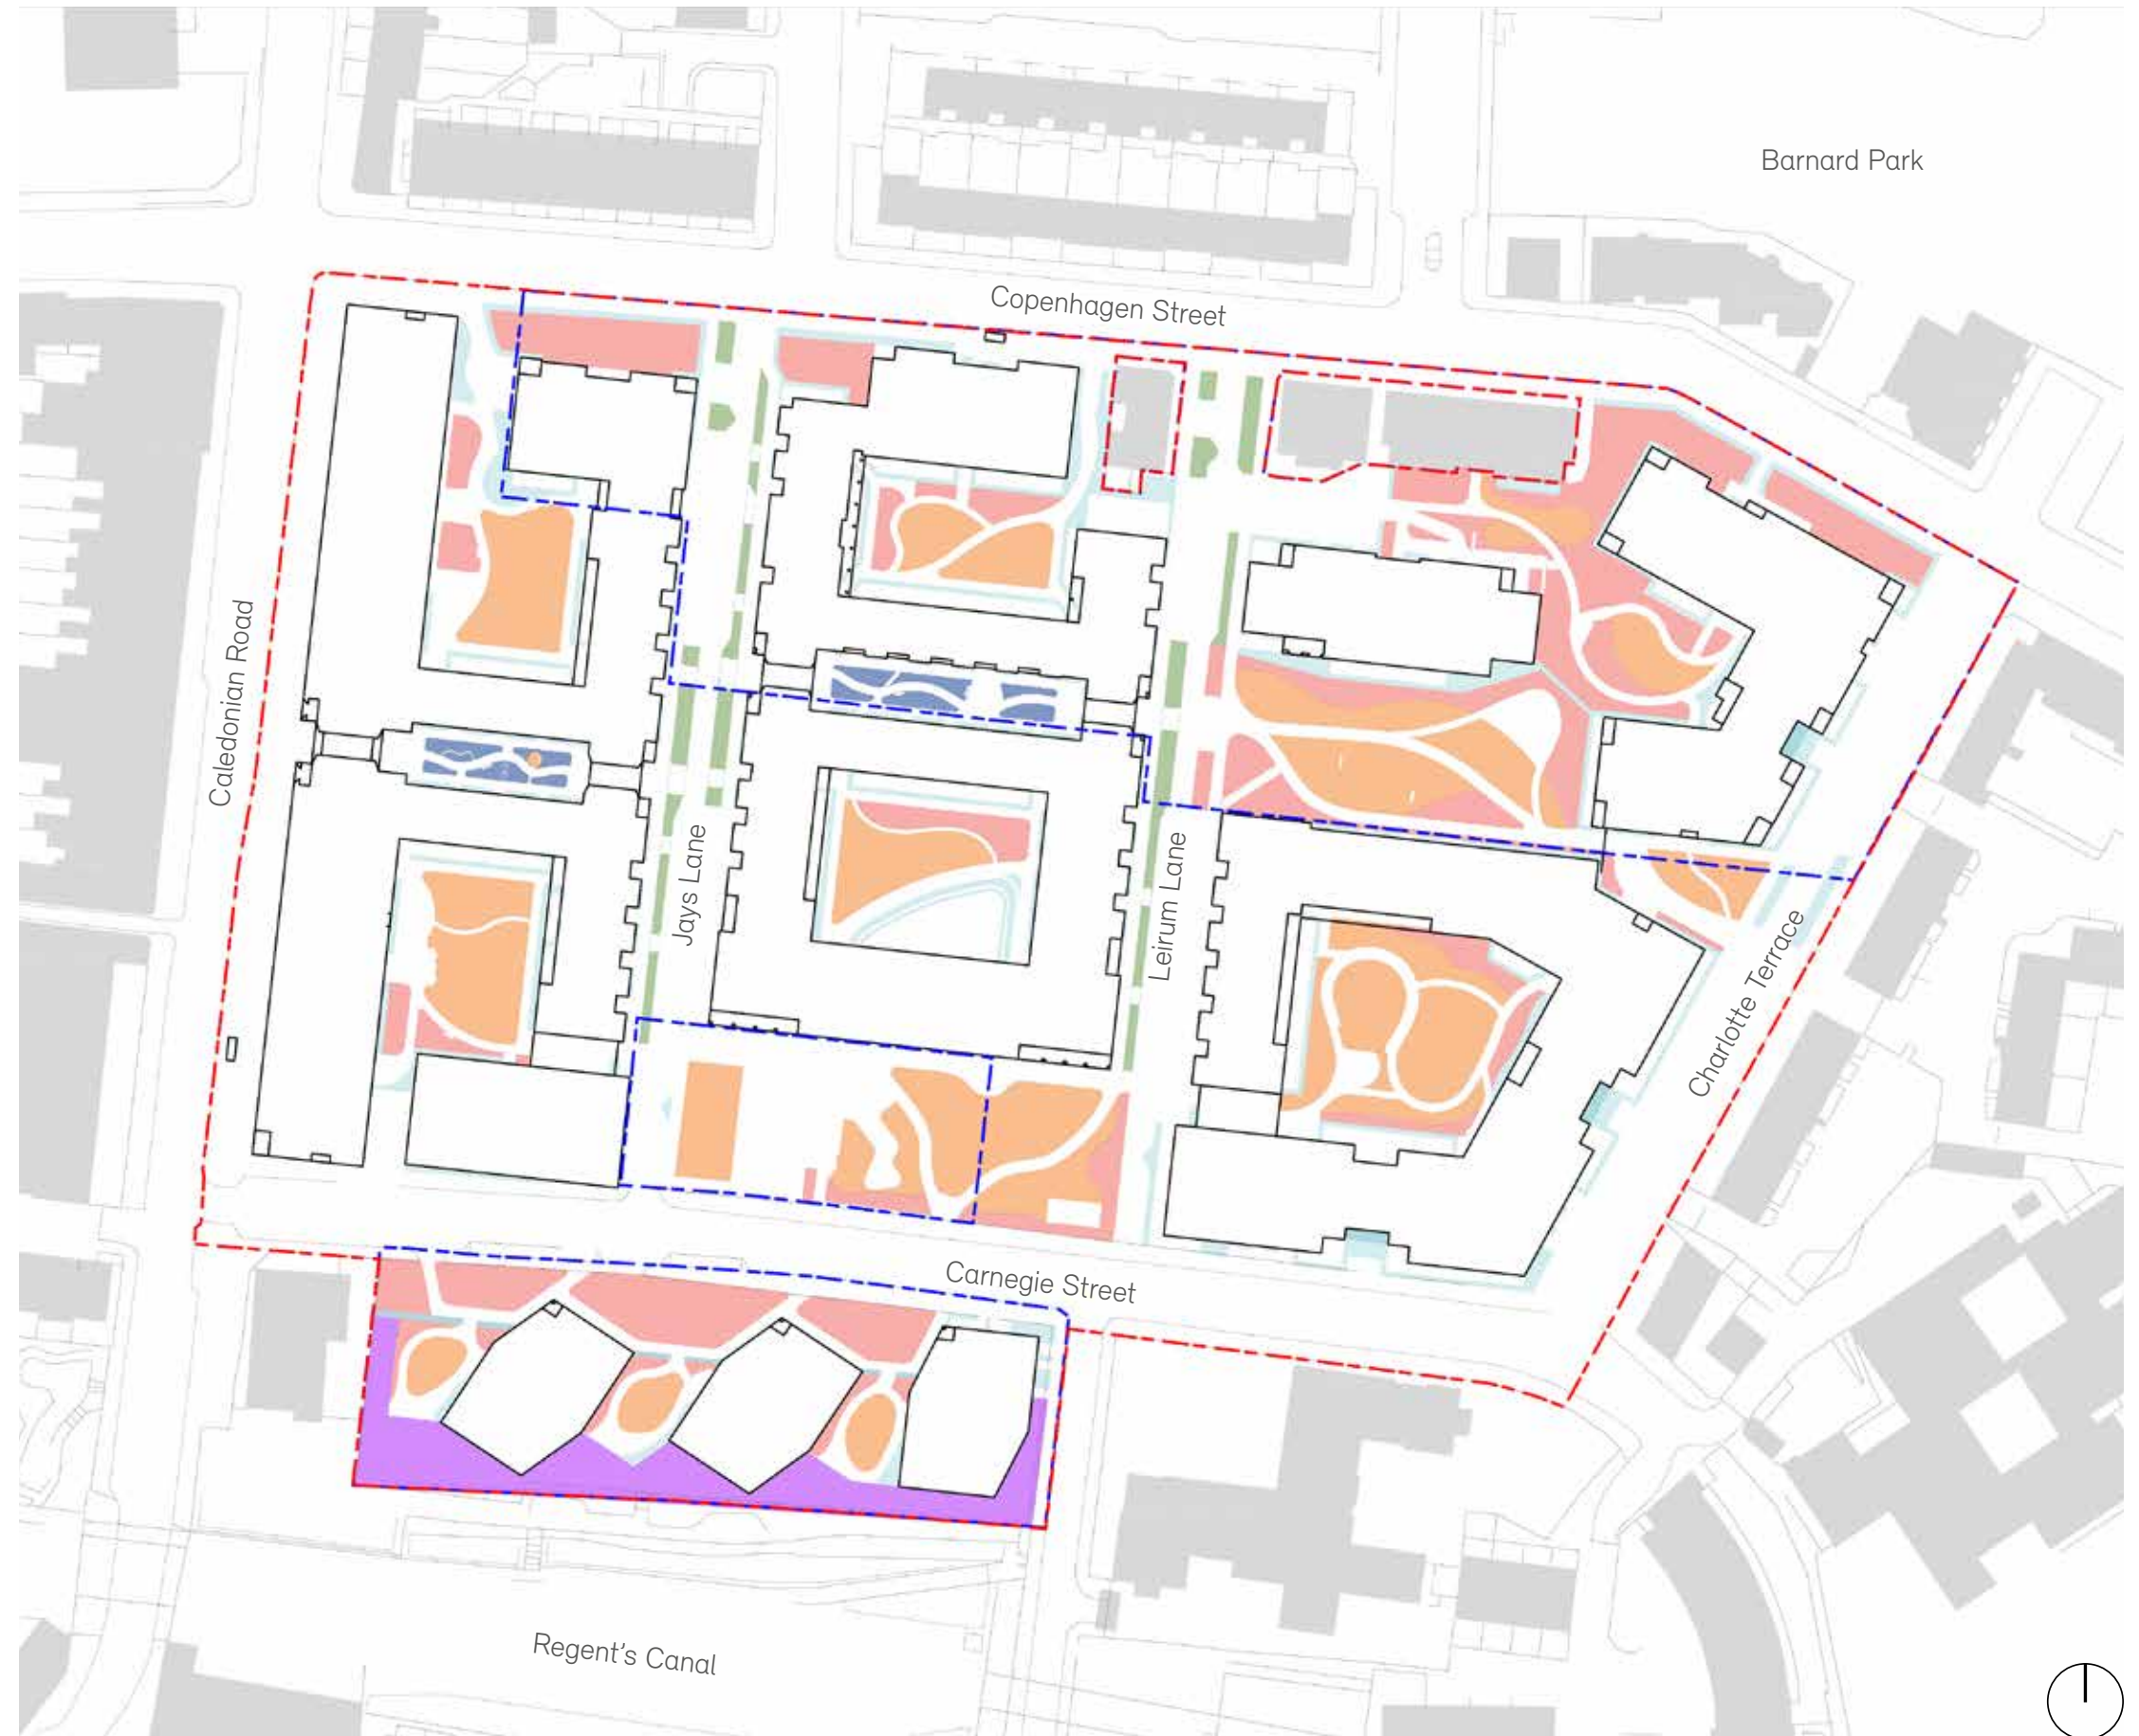 Barnard Park
Copenhagen Street
Caledonian Road
Jays Lane
Leirum Lane
Charlotte Terrace
Carnegie Street
Regent's Canal